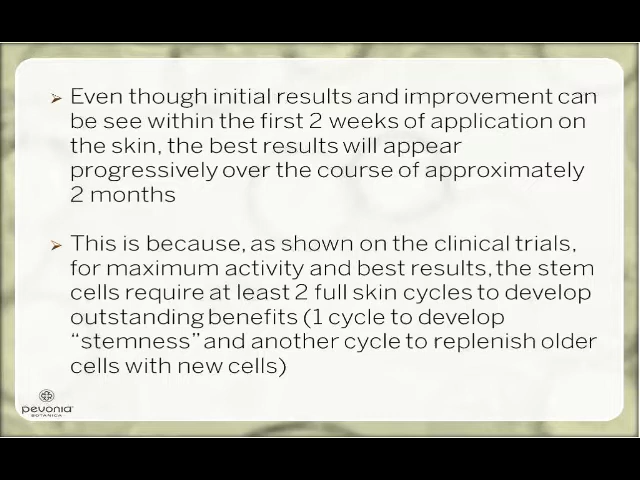 Even though initial results and improvement can
be see within the first 2 weeks of application on
the skin, the best results will appear
progressively over the course of approximately
2 months
This is because, as shown on the clinical trials,
for maximum activity and best results, the stem
cells require at least 2 full skin cycles to develop
outstanding benefits (1 cycle to develop
“stemness” and another cycle to replenish older
cells with new cells)
pevonia
BOTANICA